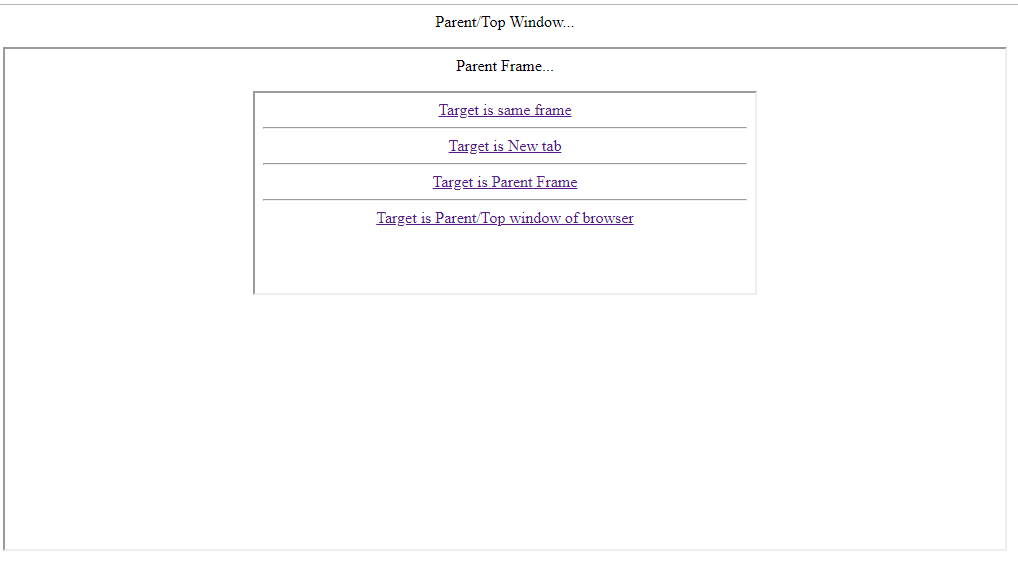 Parent/Top Window...
Parent Frame...
Target is same frame
Target is New tab
Target is Parent Frame
Target is Parent/Top window of browser